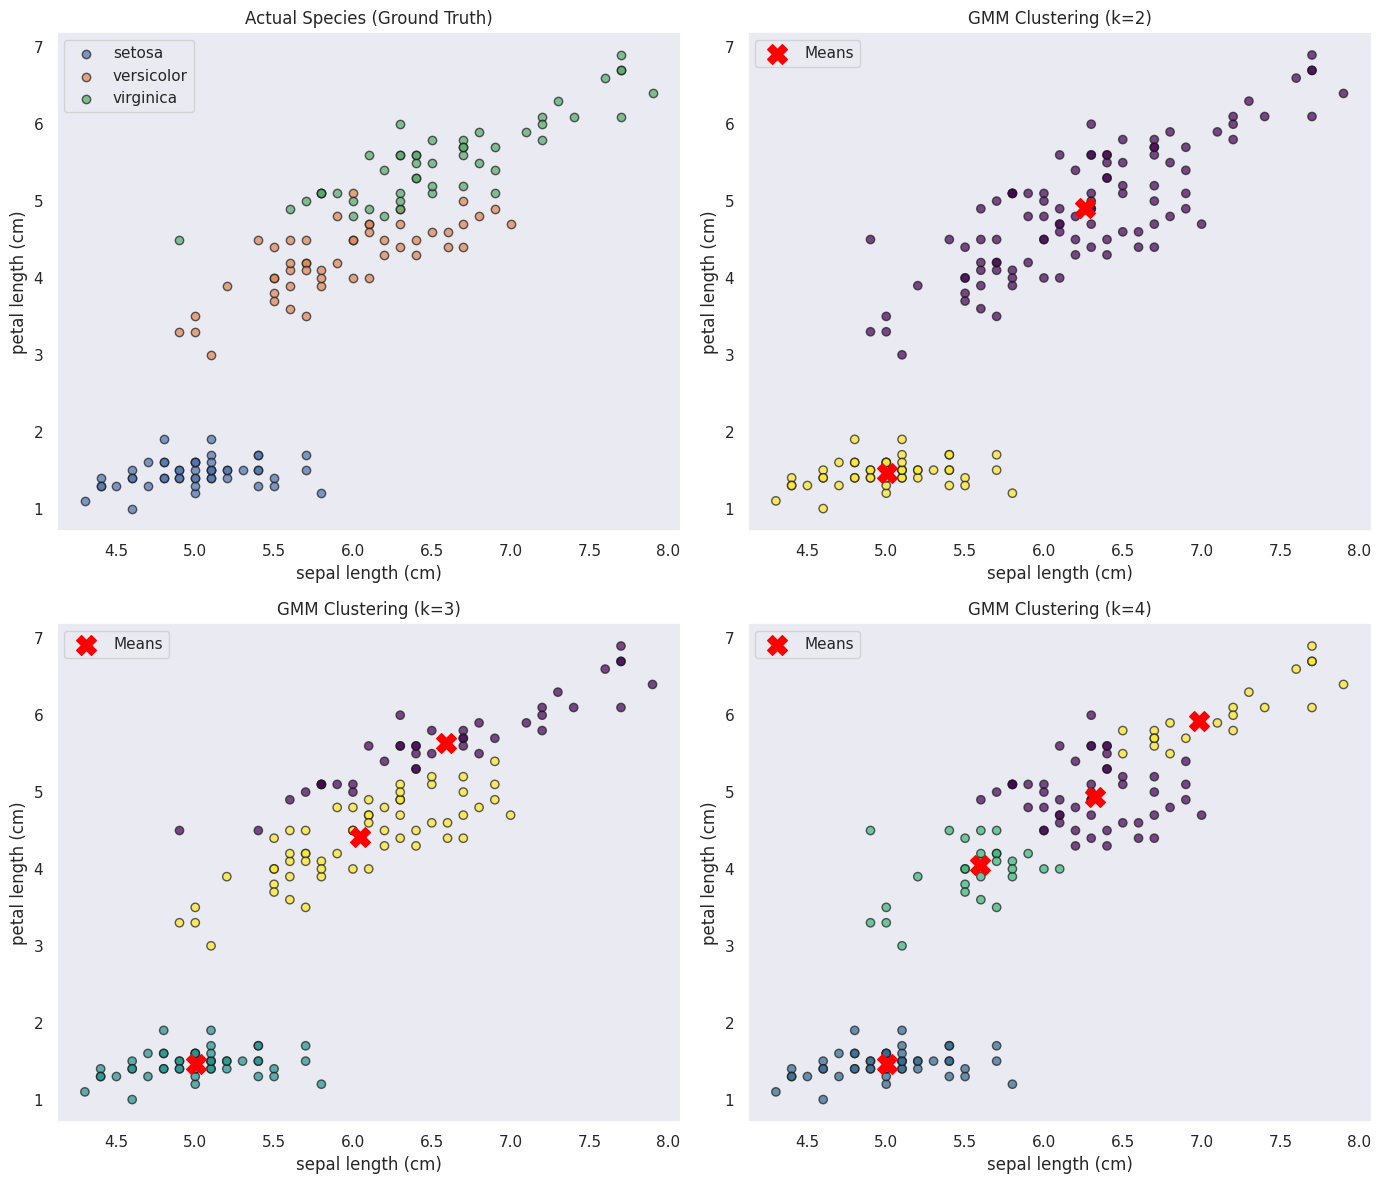 Actual Species (Ground Truth)
setosa
versicolor
virginica
petal length (cm)
7
6
5
4
3
2
1
4.5 5.0 5.5 6.0 6.5 7.0 7.5 8.0
sepal length (cm)
GMM Clustering (k=2)
Means
petal length (cm)
7
6
5
4
3
2
1
4.5 5.0 5.5 6.0 6.5 7.0 7.5 8.0
sepal length (cm)
GMM Clustering (k=3)
Means
petal length (cm)
7
6
5
4
3
2
1
4.5 5.0 5.5 6.0 6.5 7.0 7.5 8.0
sepal length (cm)
GMM Clustering (k=4)
Means
petal length (cm)
7
6
5
4
3
2
1
4.5 5.0 5.5 6.0 6.5 7.0 7.5 8.0
sepal length (cm)